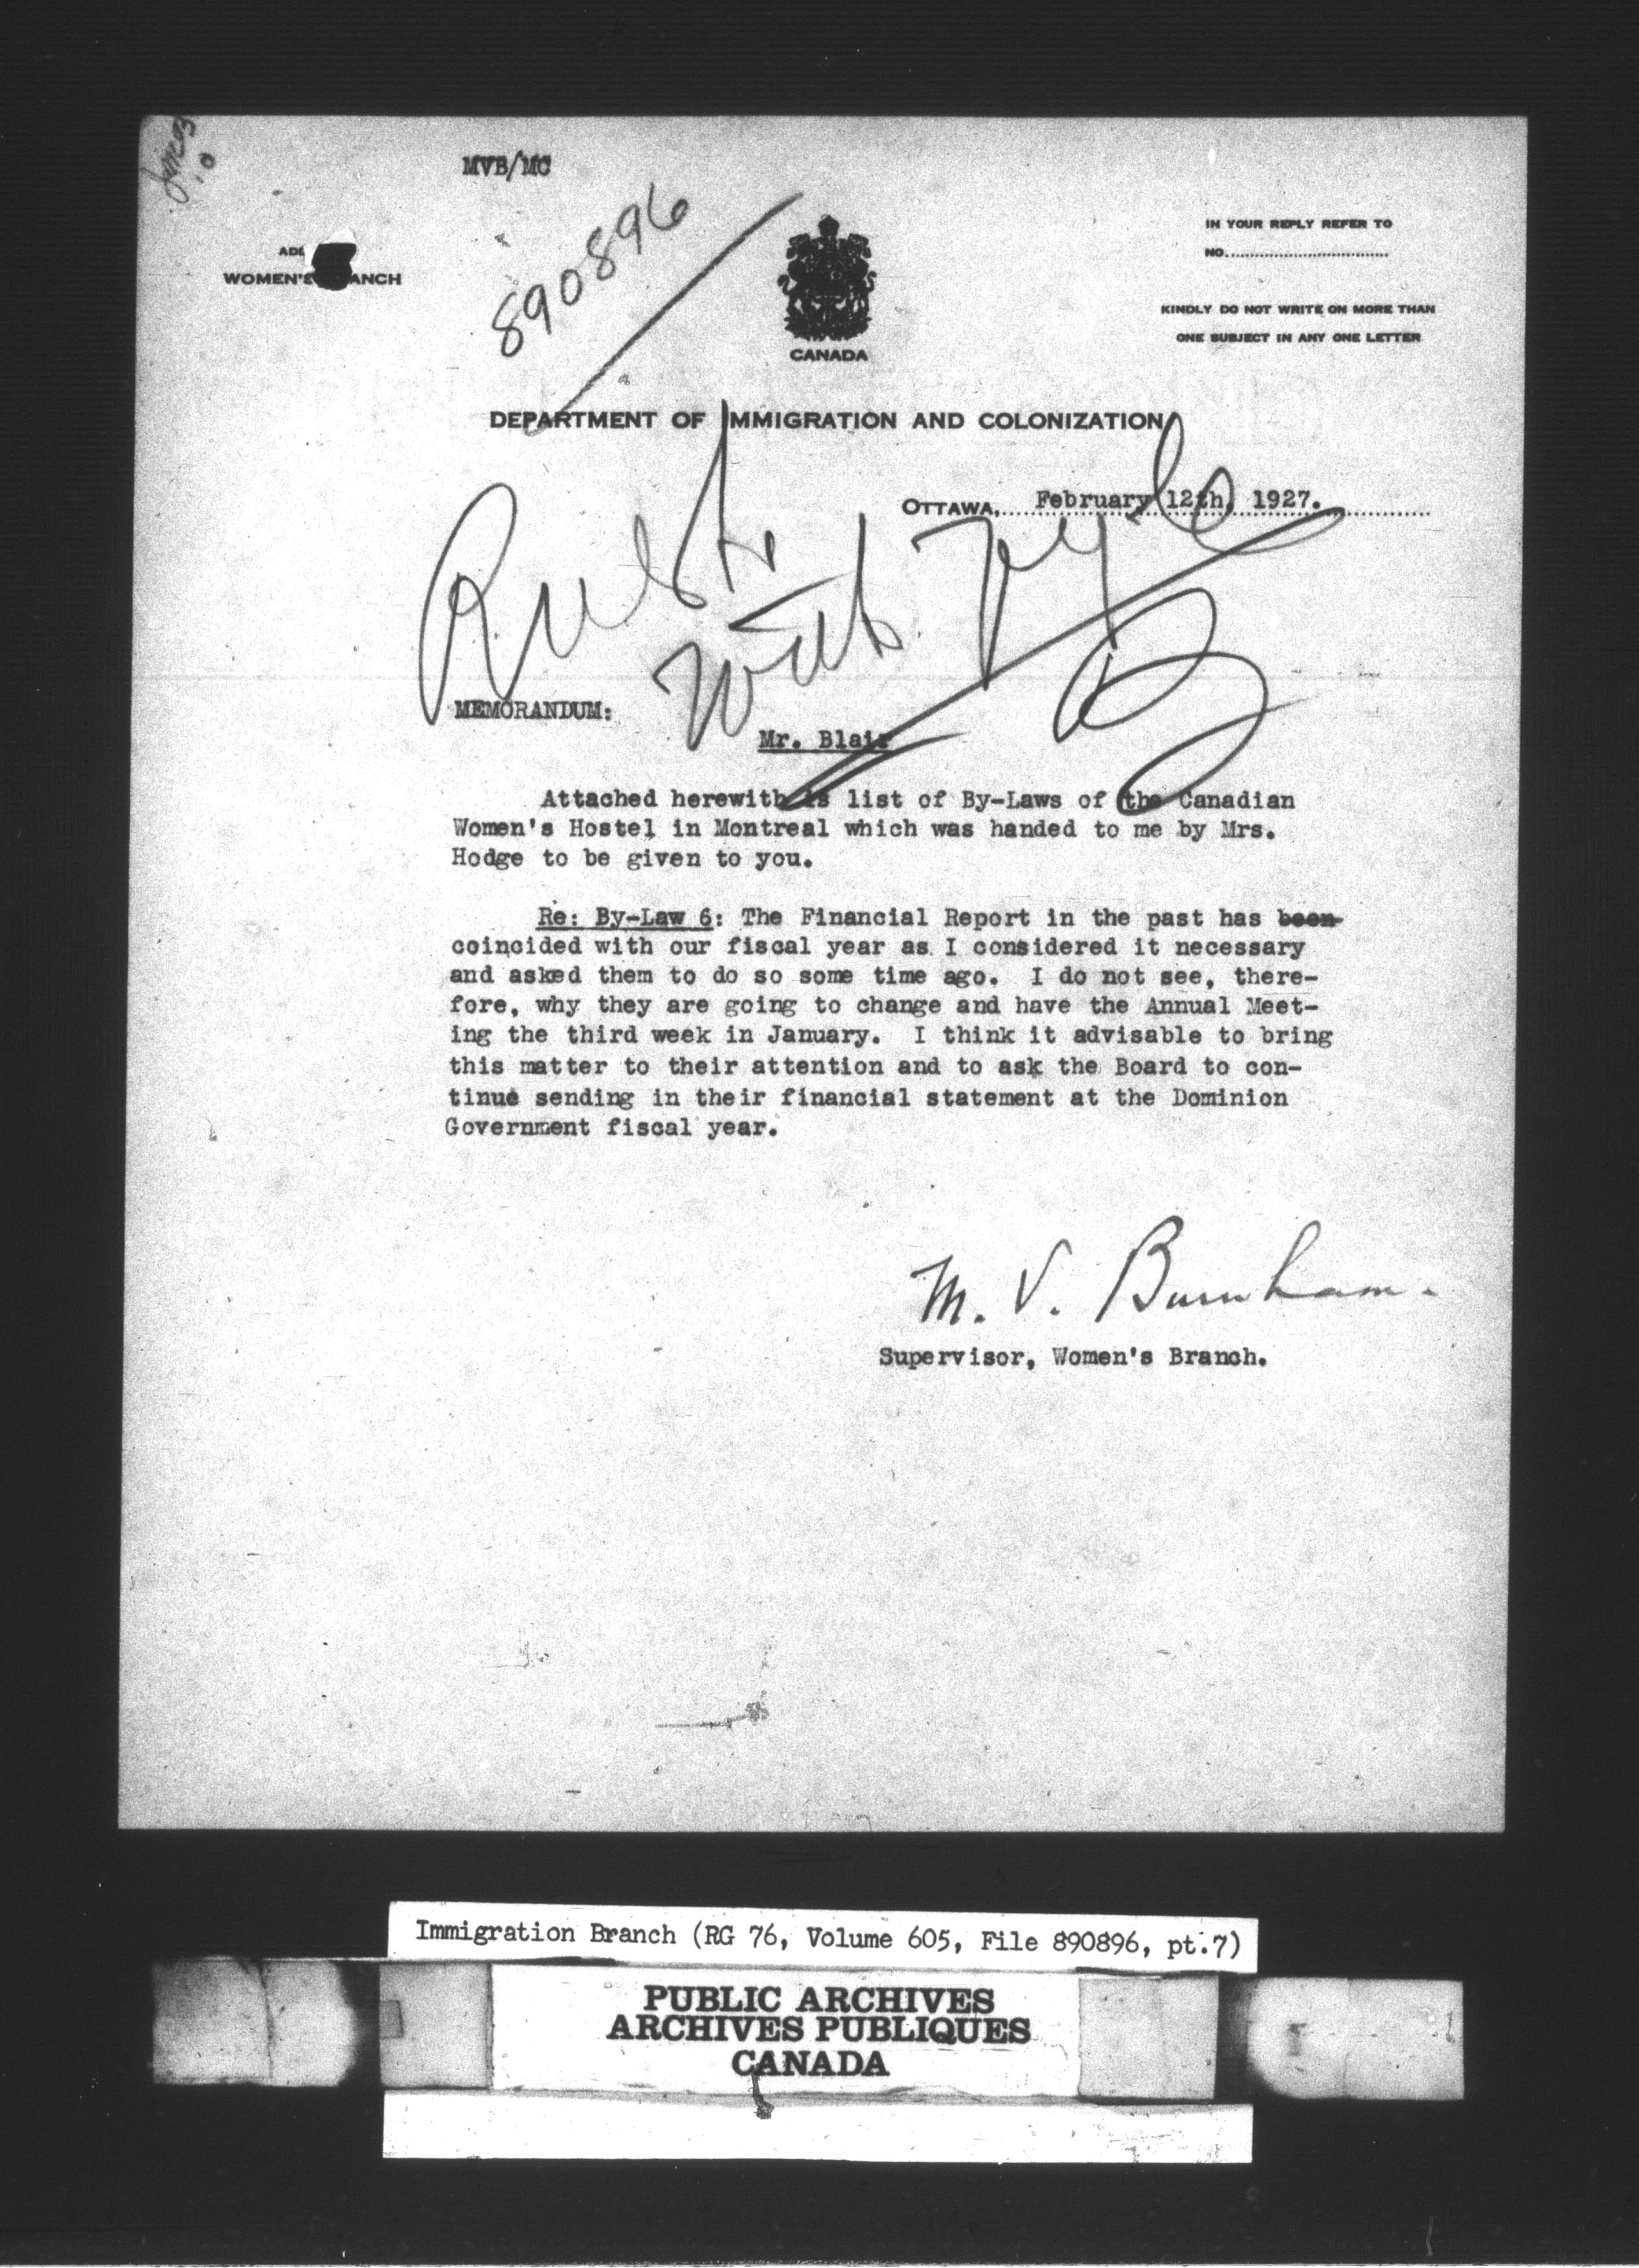 MVB/MC
890896
WOMEN'S ANCH
CANADA
IN YOUR REPLY REFER TO
NO.
KINDLY DO NOT WRITE ON MORE THAN
ONE SUBJECT IN ANY ONE LETTER
DEPARTMENT OF IMMIGRATION AND COLONIZATION
OTTAWA, February 12th, 1927.
with
MEMORANDUM:
Mr. Blair
Attached herewith is list of By-Laws of the Canadian
Women's Hostel in Montreal which was handed to me by Mrs.
Hodge to be given to you.
Re: By-Law 6: The Financial Report in the past has been
coincided with our fiscal year as I considered it necessary
and asked them to do so some time ago. I do not see, there-
fore, why they are going to change and have the Annual Meet-
ing the third week in January. I think it advisable to bring
this matter to their attention and to ask the Board to con-
tinue sending in their financial statement at the Dominion
Government fiscal year.
M. V. Burnham.
Supervisor, Women's Branch.
Immigration Branch (RG 76, Volume 605, File 890896, pt.7)
PUBLIC ARCHIVES
ARCHIVES PUBLIQUES
CANADA